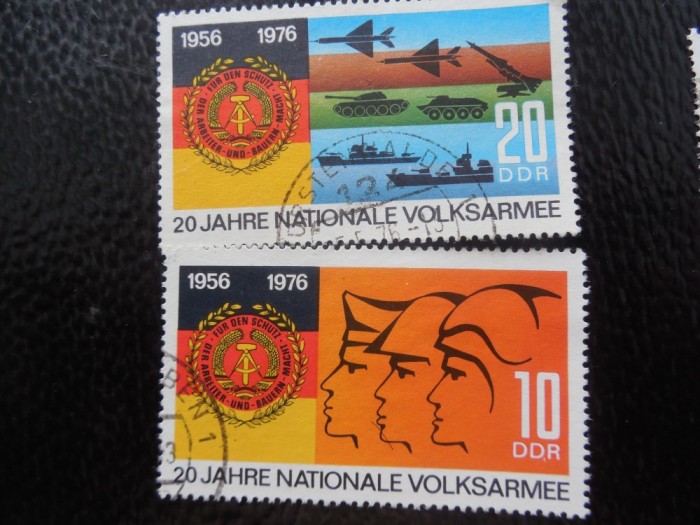 1956 1976
FÜR DEN SCHUTZ
DER ARBEITER-UND-BAUERN-MACHT
20
DDR
20 JAHRE NATIONALE VOLKSARMEE
1956 1976
FÜR DEN SCHUTZ
DER ARBEITER-UND-BAUERN-MACHT
10
DDR
20 JAHRE NATIONALE VOLKSARMEE